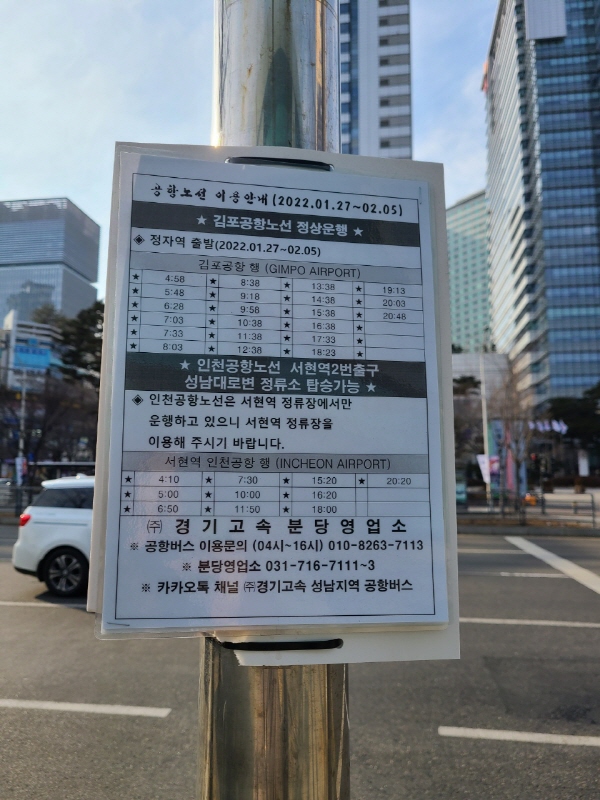 공항노선 이용안내 (2022.01.27~02.05)
★ 김포공항노선 정상운행 ★
◈ 정자역 출발(2022.01.27~02.05)
김포공항 행 (GIMPO AIRPORT)
★ 4:58 ★ 8:38 ★ 13:38 ★ 19:13
★ 5:48 ★ 9:18 ★ 14:38 ★ 20:03
★ 6:28 ★ 9:58 ★ 15:38 ★ 20:48
★ 7:03 ★ 10:38 ★ 16:38
★ 7:33 ★ 11:38 ★ 17:33
★ 8:03 ★ 12:38 ★ 18:23
★ 인천공항노선 서현역2번출구
성남대로변 정류소 탑승가능 ★
◈ 인천공항노선은 서현역 정류장에서만
운행하고 있으니 서현역 정류장을
이용해 주시기 바랍니다.
서현역 인천공항 행 (INCHEON AIRPORT)
★ 4:10 ★ 7:30 ★ 15:20 ★ 20:20
★ 5:00 ★ 10:00 ★ 16:20
★ 6:50 ★ 11:50 ★ 18:00
㈜ 경기고속 분당영업소
※ 공항버스 이용문의 (04시~16시) 010-8263-7113
※ 분당영업소 031-716-7111~3
※ 카카오톡 채널 ㈜경기고속 성남지역 공항버스